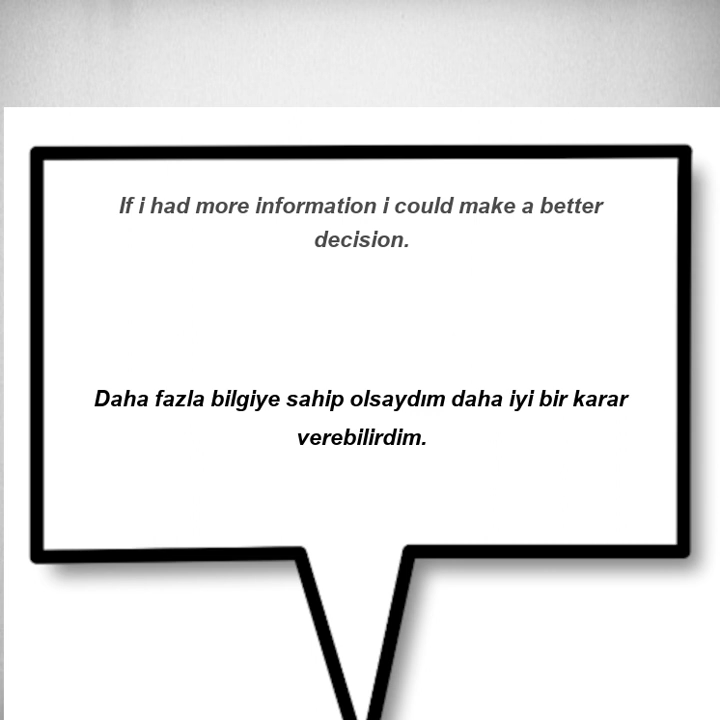 If i had more information i could make a better
decision.
Daha fazla bilgiye sahip olsaydım daha iyi bir karar
verebilirdim.